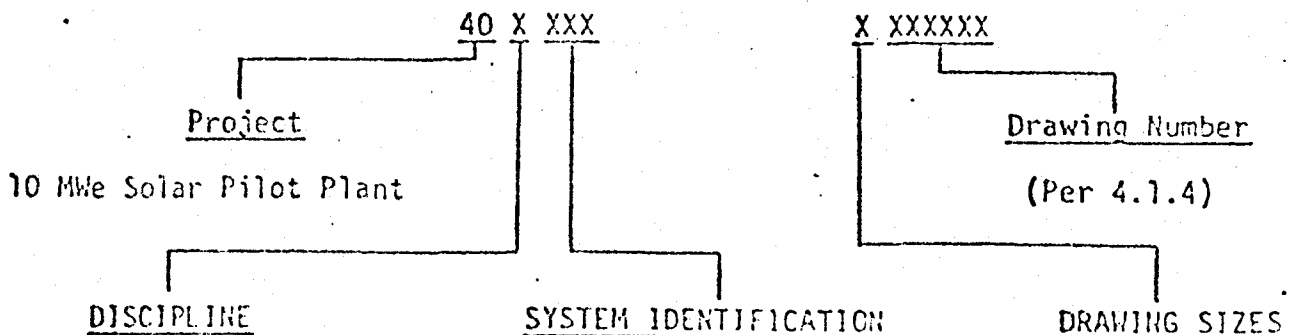 40 X XXX X XXXXXX
Project Drawing Number
10 MWe Solar Pilot Plant (Per 4.1.4)
DISCIPLINE SYSTEM IDENTIFICATION DRAWING SIZES